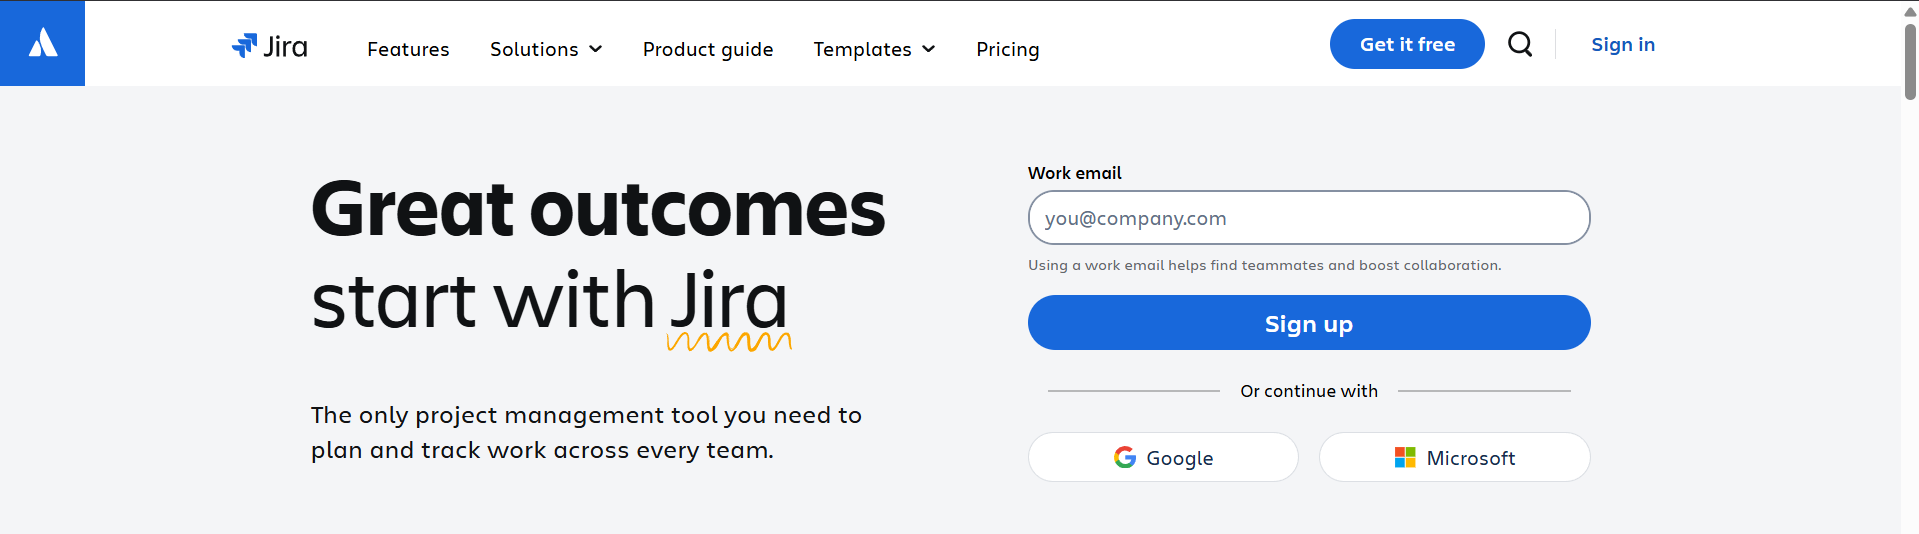 Jira
Features
Solutions
Product guide
Templates
Pricing
Get it free
Sign in
Great outcomes
start with Jira
The only project management tool you need to
plan and track work across every team.
Work email
you@company.com
Using a work email helps find teammates and boost collaboration.
Sign up
Or continue with
Google
Microsoft